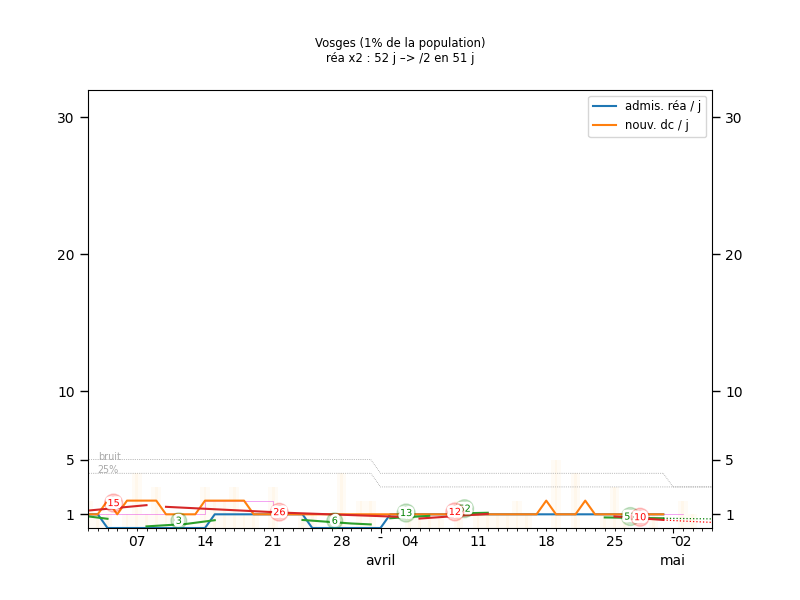 Vosges (1% de la population)
réa x2 : 52 j –> /2 en 51 j
admis. réa / j
nouv. dc / j
30 30
20 20
10 10
5 5
1 1
bruit
25%
15
3
26
6
13
12
5
10
07 14 21 28 04 11 18 25 02
avril mai